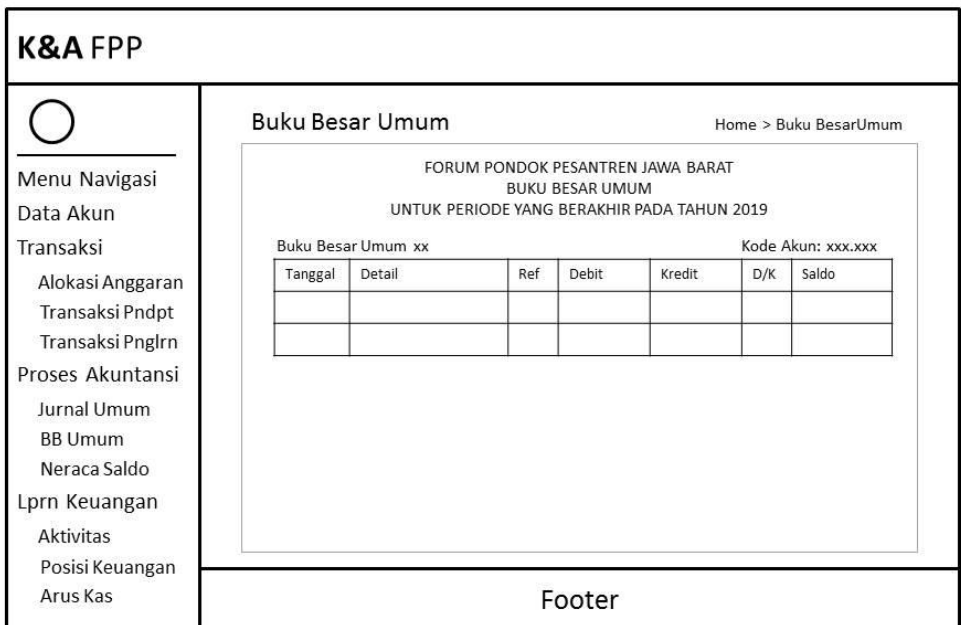 K&A FPP
Menu Navigasi
Data Akun
Transaksi
Alokasi Anggaran
Transaksi Pndpt
Transaksi Pnglrn
Proses Akuntansi
Jurnal Umum
BB Umum
Neraca Saldo
Lprn Keuangan
Aktivitas
Posisi Keuangan
Arus Kas
Buku Besar Umum
Home > Buku BesarUmum
FORUM PONDOK PESANTREN JAWA BARAT
BUKU BESAR UMUM
UNTUK PERIODE YANG BERAKHIR PADA TAHUN 2019
Buku Besar Umum xx Kode Akun: xxx.xxx
Tanggal Detail Ref Debit Kredit D/K Saldo
Footer